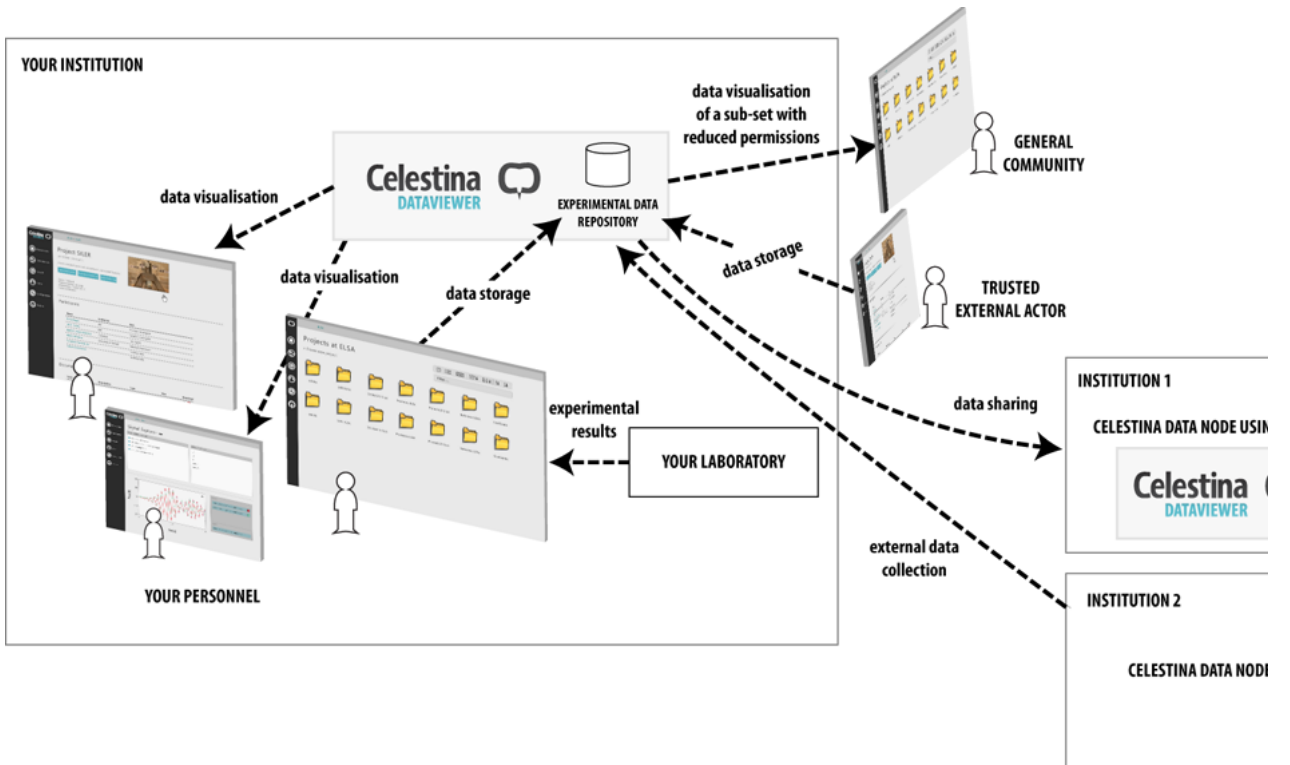 YOUR INSTITUTION
data visualisation
of a sub-set with
reduced permissions
GENERAL
COMMUNITY
Celestina
DATAVIEWER
EXPERIMENTAL DATA
REPOSITORY
data visualisation
data visualisation
data storage
data storage
TRUSTED
EXTERNAL ACTOR
Project SILER
Projects at ELSA
experimental
results
YOUR LABORATORY
data sharing
INSTITUTION 1
CELESTINA DATA NODE USIN
Celestina
DATAVIEWER
external data
collection
INSTITUTION 2
CELESTINA DATA NODE
YOUR PERSONNEL